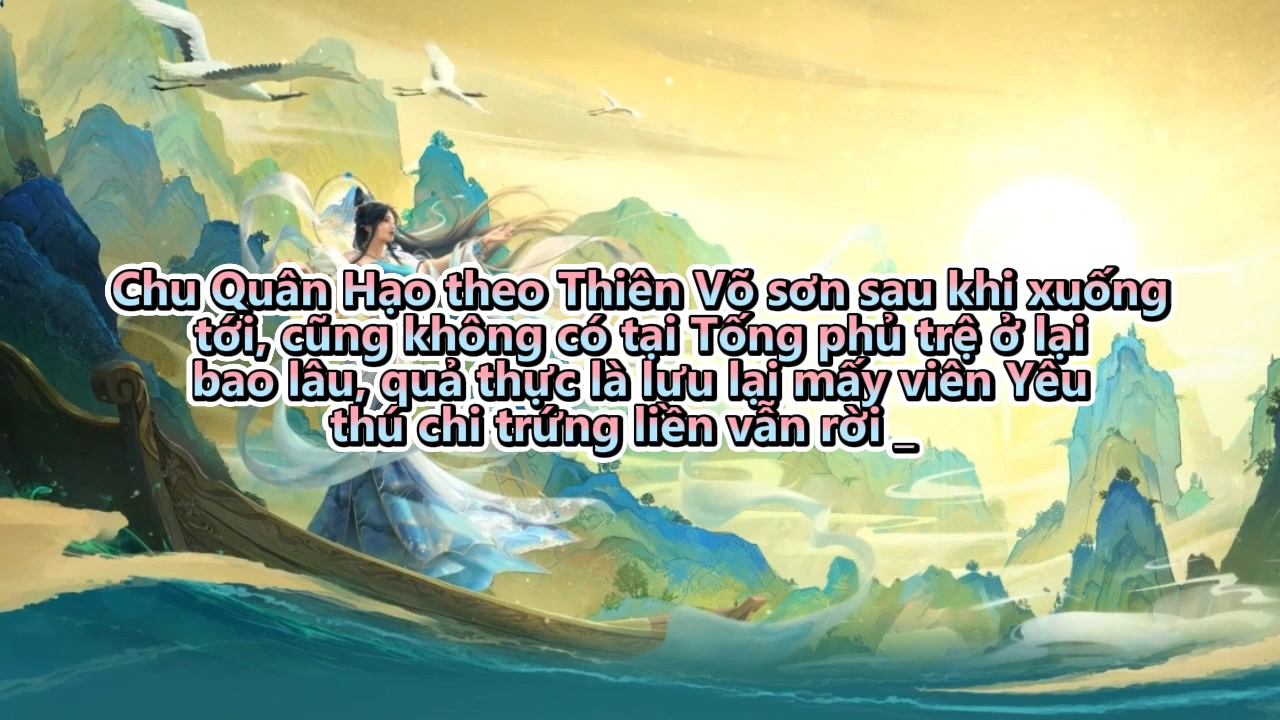 Chu Quân Hạo theo Thiên Võ sơn sau khi xuống
tới, cũng không có tại Tống phủ trệ ở lại
bao lâu, quả thực là lưu lại mấy viên Yêu
thú chi trứng liền vẫn rời _